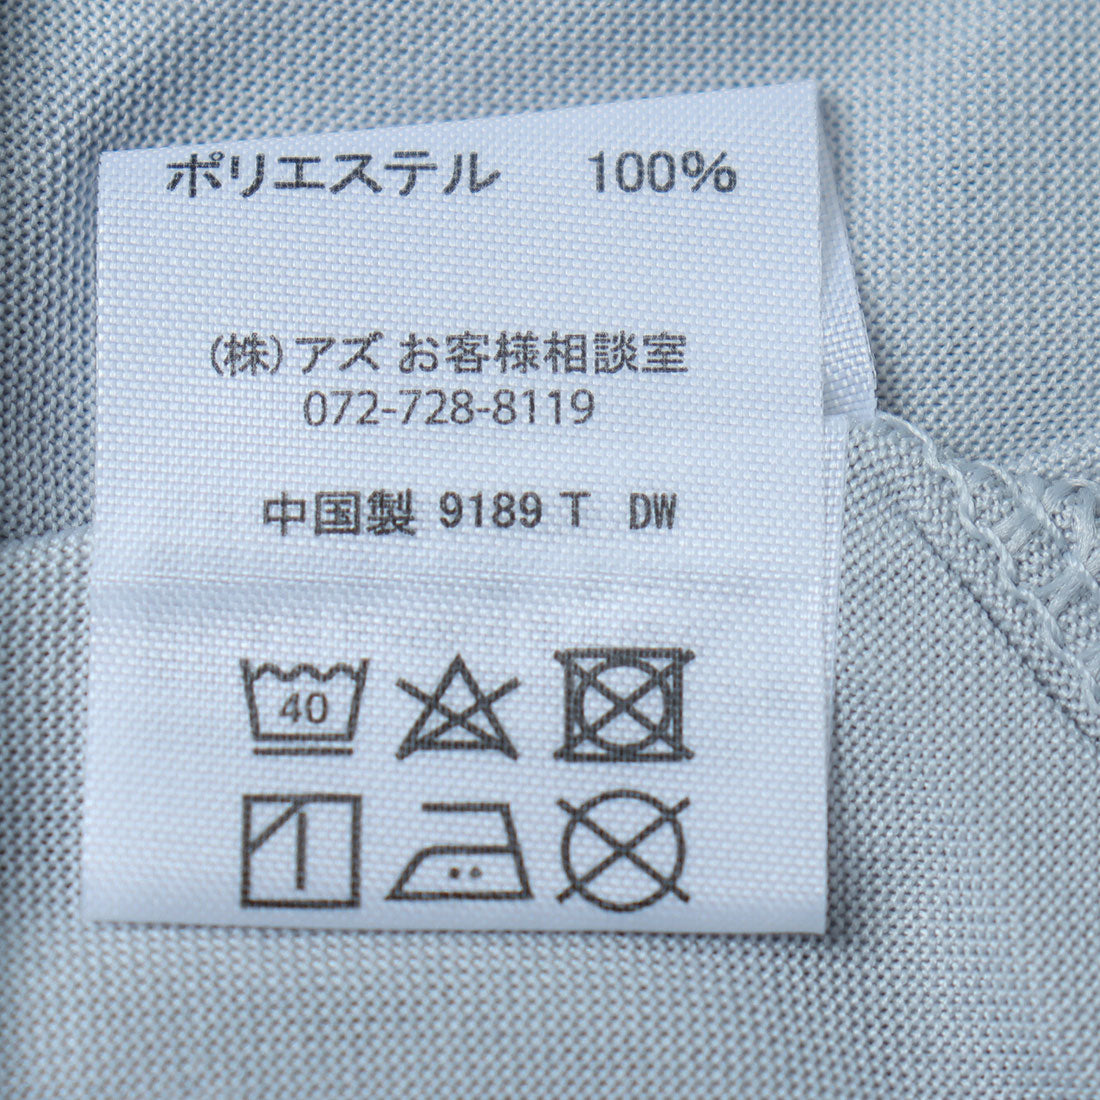 ポリエステル 100%
(株)アズ お客様相談室
072-728-8119
中国製 9189 T DW
40